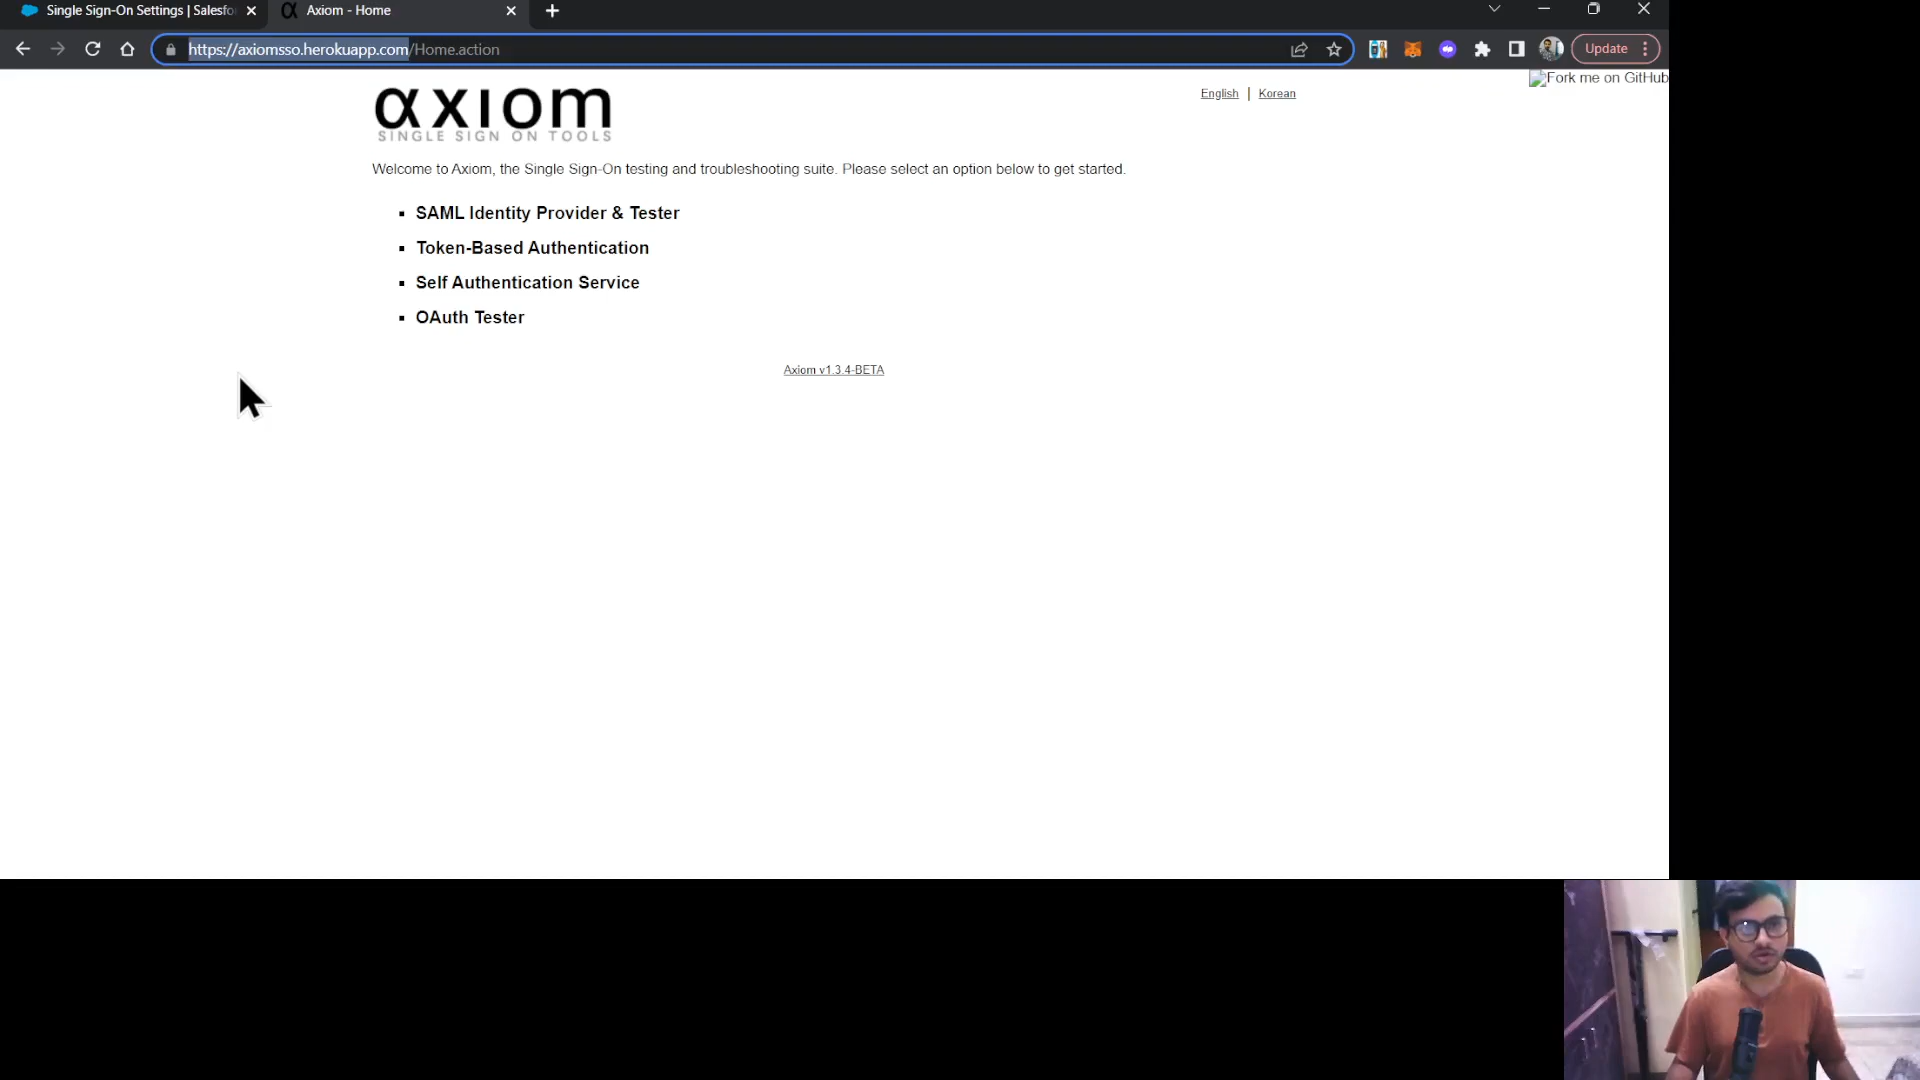 Single Sign-On Settings | Salesfo
Axiom - Home
https://axiomsso.herokuapp.com/Home.action
Update
Fork me on GitHub
English | Korean
αxiom
SINGLE SIGN ON TOOLS
Welcome to Axiom, the Single Sign-On testing and troubleshooting suite. Please select an option below to get started.
SAML Identity Provider & Tester
Token-Based Authentication
Self Authentication Service
OAuth Tester
Axiom v1.3.4-BETA